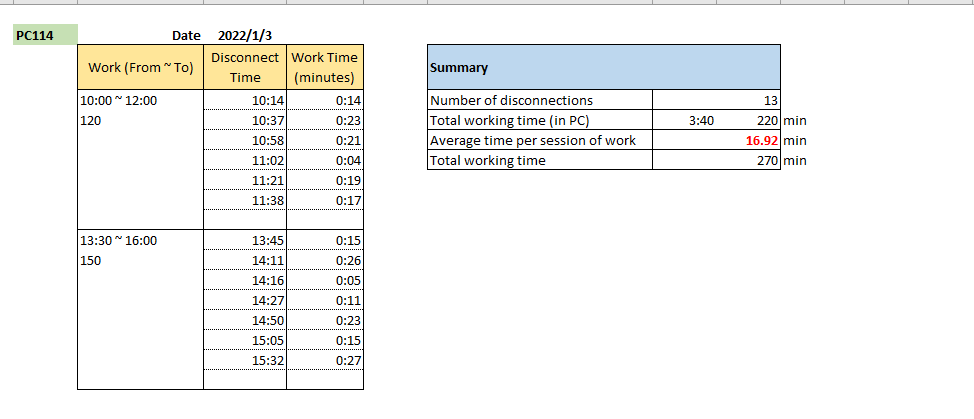 PC114 Date 2022/1/3
Work (From ~ To) Disconnect Time Work Time (minutes)
10:00 ~ 12:00 10:14 0:14
120 10:37 0:23
10:58 0:21
11:02 0:04
11:21 0:19
11:38 0:17
13:30 ~ 16:00 13:45 0:15
150 14:11 0:26
14:16 0:05
14:27 0:11
14:50 0:23
15:05 0:15
15:32 0:27
Summary
Number of disconnections 13
Total working time (in PC) 3:40 220 min
Average time per session of work 16.92 min
Total working time 270 min